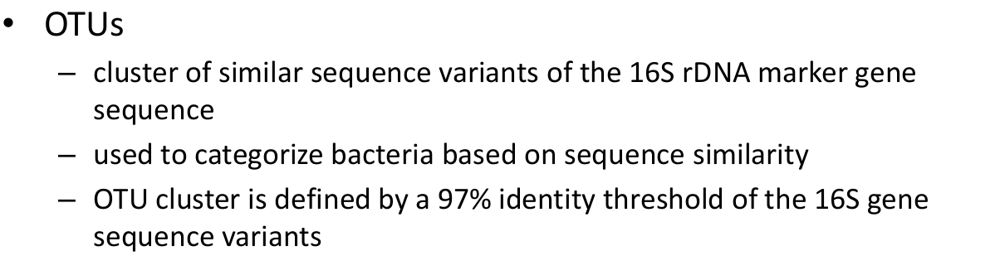 • OTUs
– cluster of similar sequence variants of the 16S rDNA marker gene
sequence
– used to categorize bacteria based on sequence similarity
– OTU cluster is defined by a 97% identity threshold of the 16S gene
sequence variants